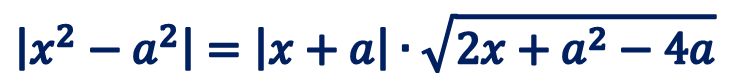 |x² − a²| = |x + a| · √(2x + a² − 4a)